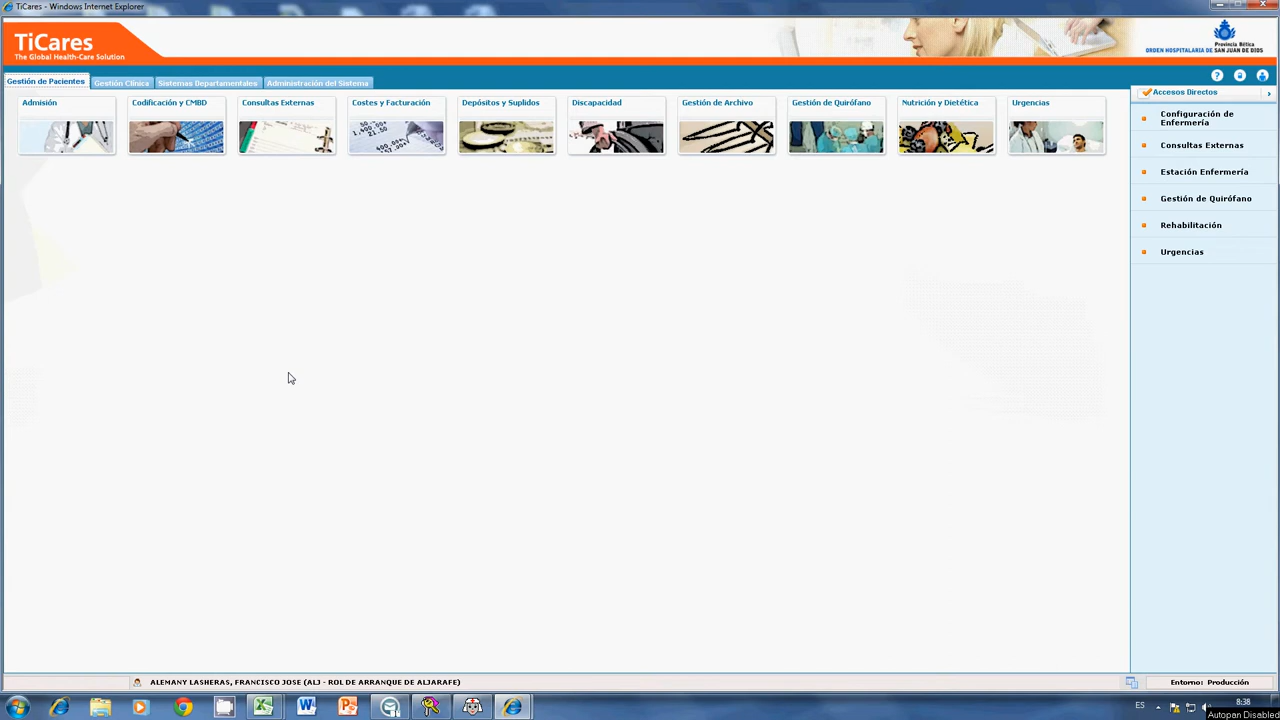 TiCares - Windows Internet Explorer
TiCares
The Global Health-Care Solution
Provincia Bética
ORDEN HOSPITALARIA DE SAN JUAN DE DIOS
Gestión de Pacientes
Gestión Clínica
Sistemas Departamentales
Administración del Sistema
Admisión
Codificación y CMBD
Consultas Externas
Costes y Facturación
Depósitos y Suplidos
Discapacidad
Gestión de Archivo
Gestión de Quirófano
Nutrición y Dietética
Urgencias
Accesos Directos
Configuración de
Enfermería
Consultas Externas
Estación Enfermería
Gestión de Quirófano
Rehabilitación
Urgencias
ALEMANY LASHERAS, FRANCISCO JOSE (ALJ - ROL DE ARRANQUE DE ALJARAFE)
Entorno: Producción
ES
8:38
Autopan Disabled